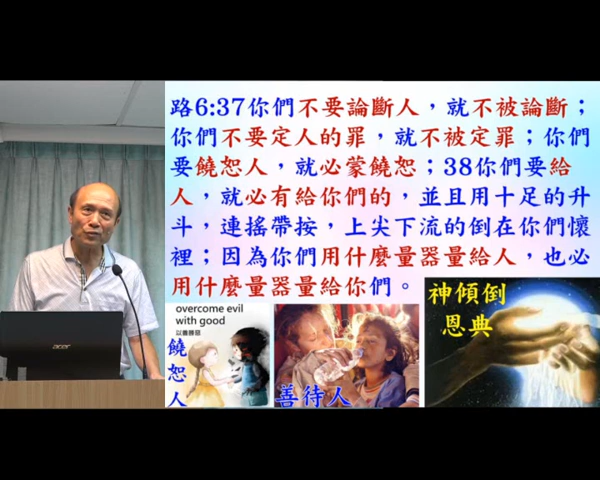 路6:37你們不要論斷人，就不被論斷；
你們不要定人的罪，就不被定罪；你們
要饒恕人，就必蒙饒恕；38你們要給
人，就必有給你們的，並且用十足的升
斗，連搖帶按，上尖下流的倒在你們懷
裡；因為你們用什麼量器量給人，也必
用什麼量器量給你們。
overcome evil
with good
以善勝惡
饒恕人
善待人
神傾倒
恩典
acer